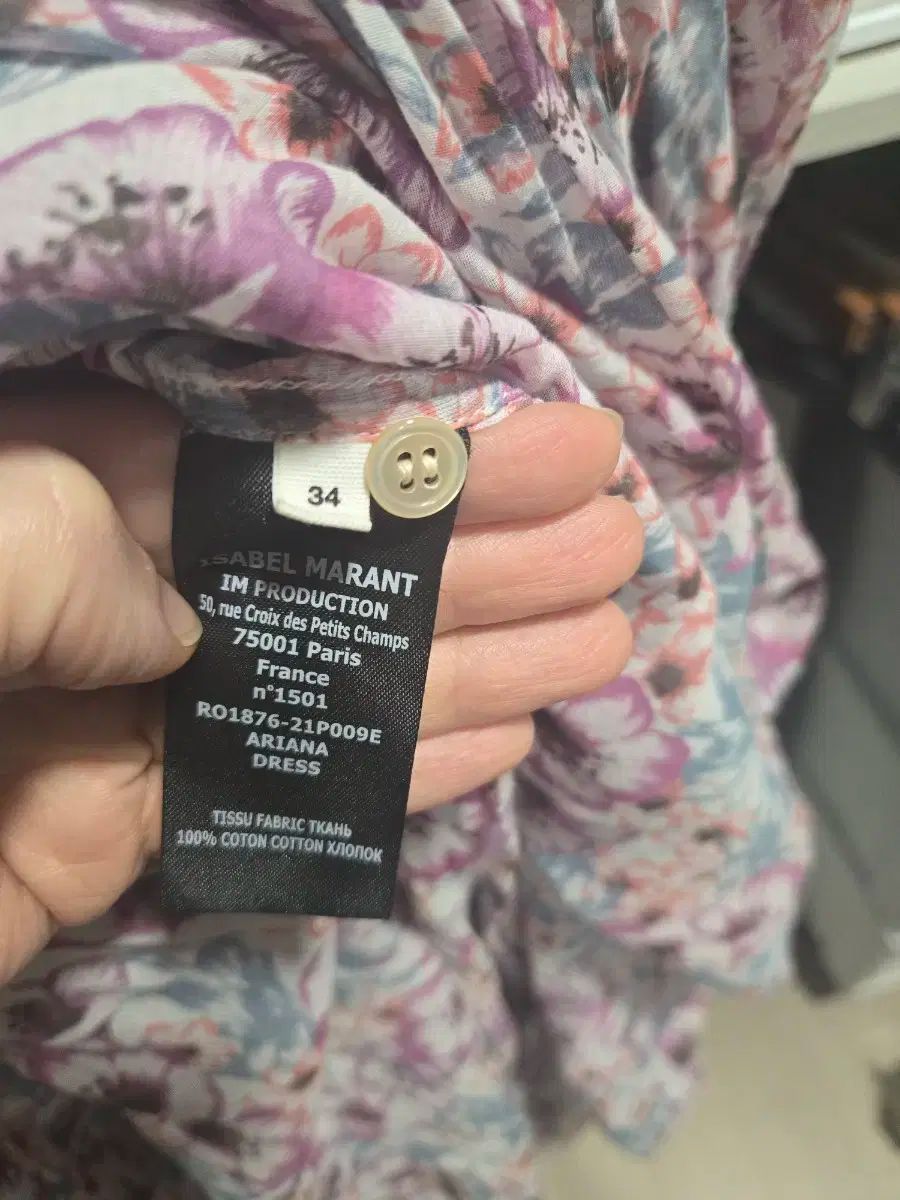 34
ISABEL MARANT
IM PRODUCTION
50, rue Croix des Petits Champs
75001 Paris
France
n°1501
RO1876-21P009E
ARIANA
DRESS
TISSU FABRIC ТКАНЬ
100% COTON COTTON ХЛОПОК